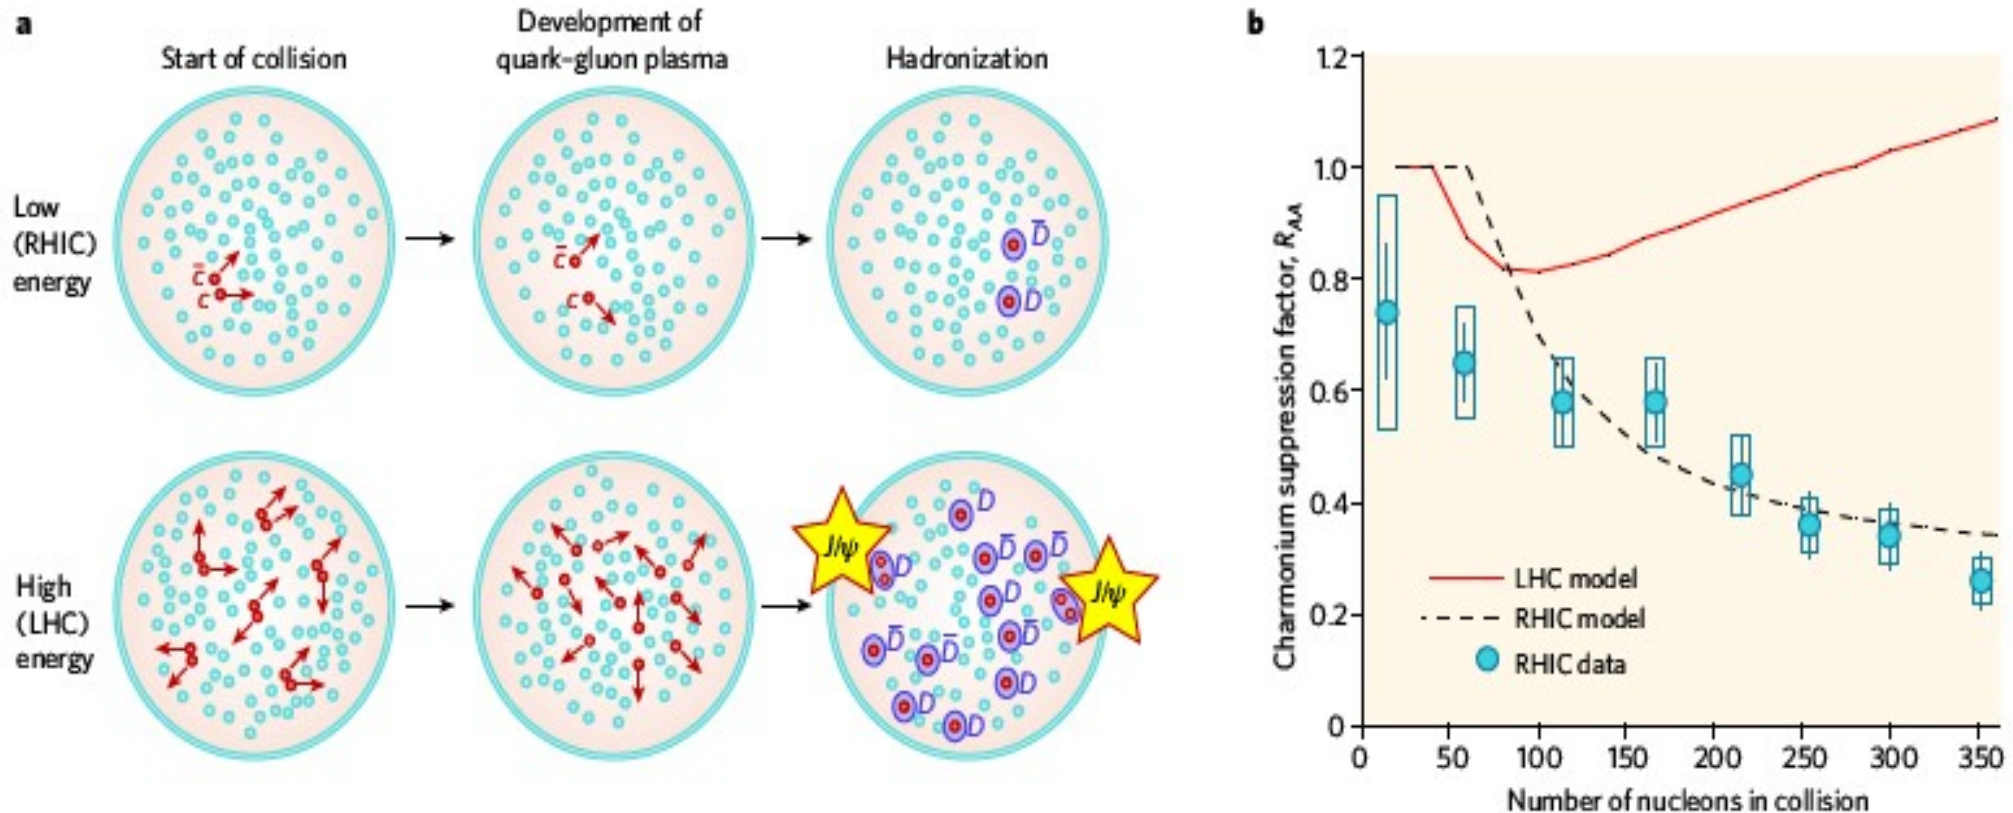 a
Start of collision
Development of
quark–gluon plasma
Hadronization
Low
(RHIC)
energy
c̄
c
c̄
c
D̄
D
High
(LHC)
energy
J/ψ
D
D
D̄
D̄
D
J/ψ
D̄
D̄
D̄
D
D
D
b
Charmonium suppression factor, R_AA
1.2
1.0
0.8
0.6
0.4
0.2
0
LHC model
RHIC model
RHIC data
0 50 100 150 200 250 300 350
Number of nucleons in collision